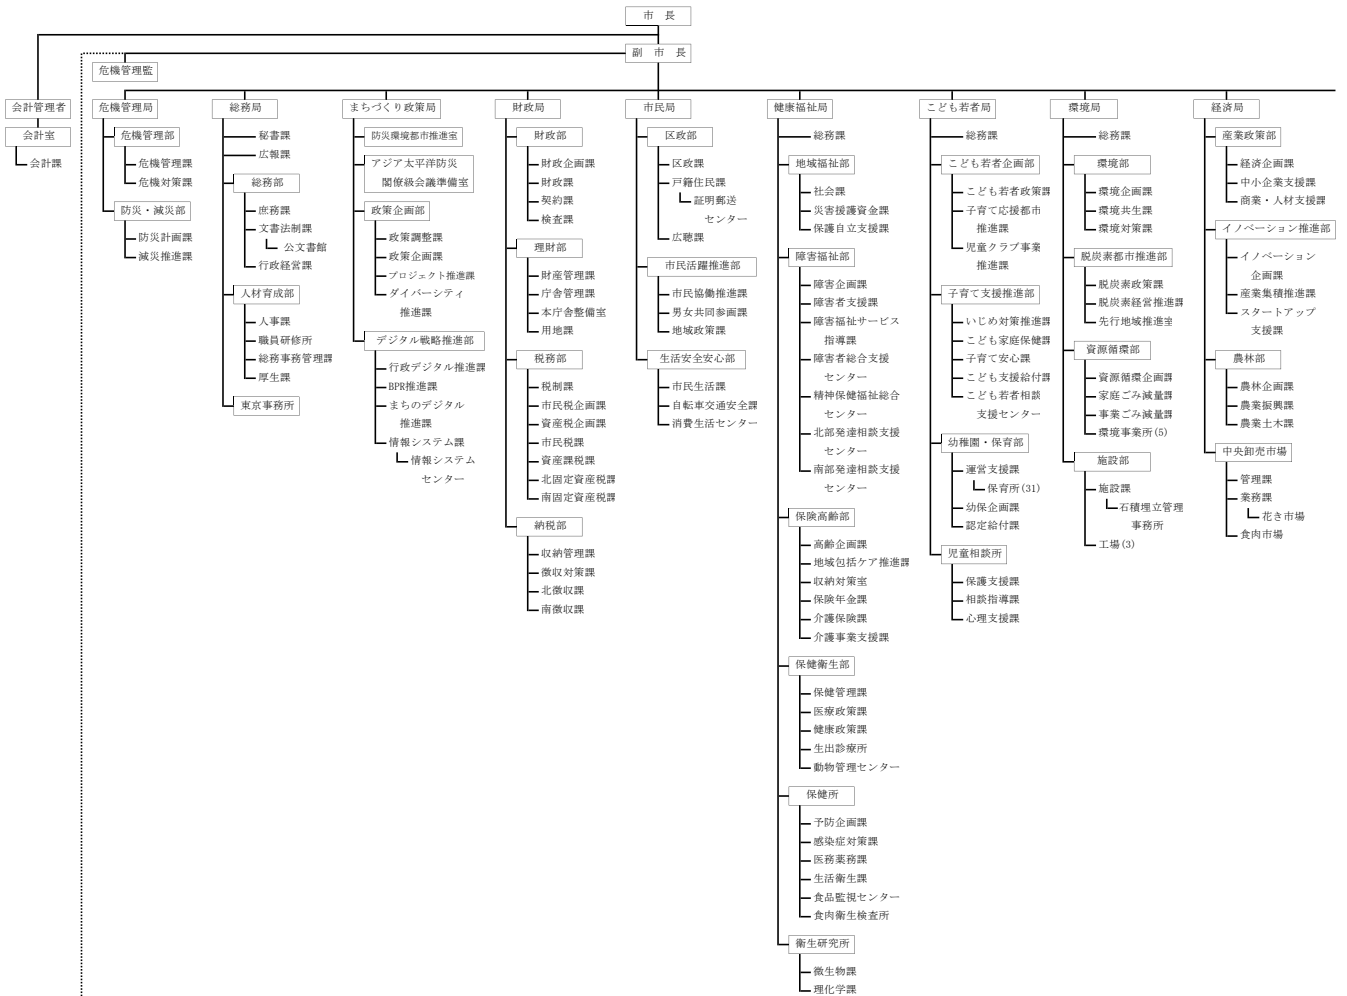 市　長
副　市　長
危機管理監
会計管理者
会計室
会計課
危機管理局
危機管理部
危機管理課
危機対策課
防災・減災部
防災計画課
減災推進課
総務局
秘書課
広報課
総務部
庶務課
文書法制課
公文書館
行政経営課
人材育成部
人事課
職員研修所
総務事務管理課
厚生課
東京事務所
まちづくり政策局
防災環境都市推進室
アジア太平洋防災
閣僚級会議準備室
政策企画部
政策調整課
政策企画課
プロジェクト推進課
ダイバーシティ
推進課
デジタル戦略推進部
行政デジタル推進課
BPR推進課
まちのデジタル
推進課
情報システム課
情報システム
センター
財政局
財政部
財政企画課
財政課
契約課
検査課
理財部
財産管理課
庁舎管理課
本庁舎整備室
用地課
税務部
税制課
市民税企画課
資産税企画課
市民税課
資産課税課
北固定資産税課
南固定資産税課
納税部
収納管理課
徴収対策課
北徴収課
南徴収課
市民局
区政部
区政課
戸籍住民課
証明郵送
センター
広聴課
市民活躍推進部
市民協働推進課
男女共同参画課
地域政策課
生活安全安心部
市民生活課
自転車交通安全課
消費生活センター
健康福祉局
総務課
地域福祉部
社会課
災害援護資金課
保護自立支援課
障害福祉部
障害企画課
障害者支援課
障害福祉サービス
指導課
障害者総合支援
センター
精神保健福祉総合
センター
北部発達相談支援
センター
南部発達相談支援
センター
保険高齢部
高齢企画課
地域包括ケア推進課
収納対策室
保険年金課
介護保険課
介護事業支援課
保健衛生部
保健管理課
医療政策課
健康政策課
生出診療所
動物管理センター
保健所
予防企画課
感染症対策課
医務薬務課
生活衛生課
食品監視センター
食肉衛生検査所
衛生研究所
微生物課
理化学課
こども若者局
総務課
こども若者企画部
こども若者政策課
子育て応援都市
推進課
児童クラブ事業
推進課
子育て支援推進部
いじめ対策推進課
こども家庭保健課
子育て安心課
こども支援給付課
こども若者相談
支援センター
幼稚園・保育部
運営支援課
保育所(31)
幼保企画課
認定給付課
児童相談所
保護支援課
相談指導課
心理支援課
環境局
総務課
環境部
環境企画課
環境共生課
環境対策課
脱炭素都市推進部
脱炭素政策課
脱炭素経営推進課
先行地域推進室
資源循環部
資源循環企画課
家庭ごみ減量課
事業ごみ減量課
環境事業所(5)
施設部
施設課
石積埋立管理
事務所
工場(3)
経済局
産業政策部
経済企画課
中小企業支援課
商業・人材支援課
イノベーション推進部
イノベーション
企画課
産業集積推進課
スタートアップ
支援課
農林部
農林企画課
農業振興課
農業土木課
中央卸売市場
管理課
業務課
花き市場
食肉市場